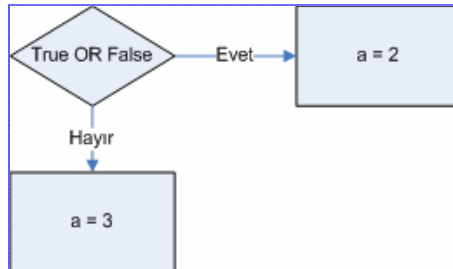 True OR False
Evet
a = 2
Hayır
a = 3